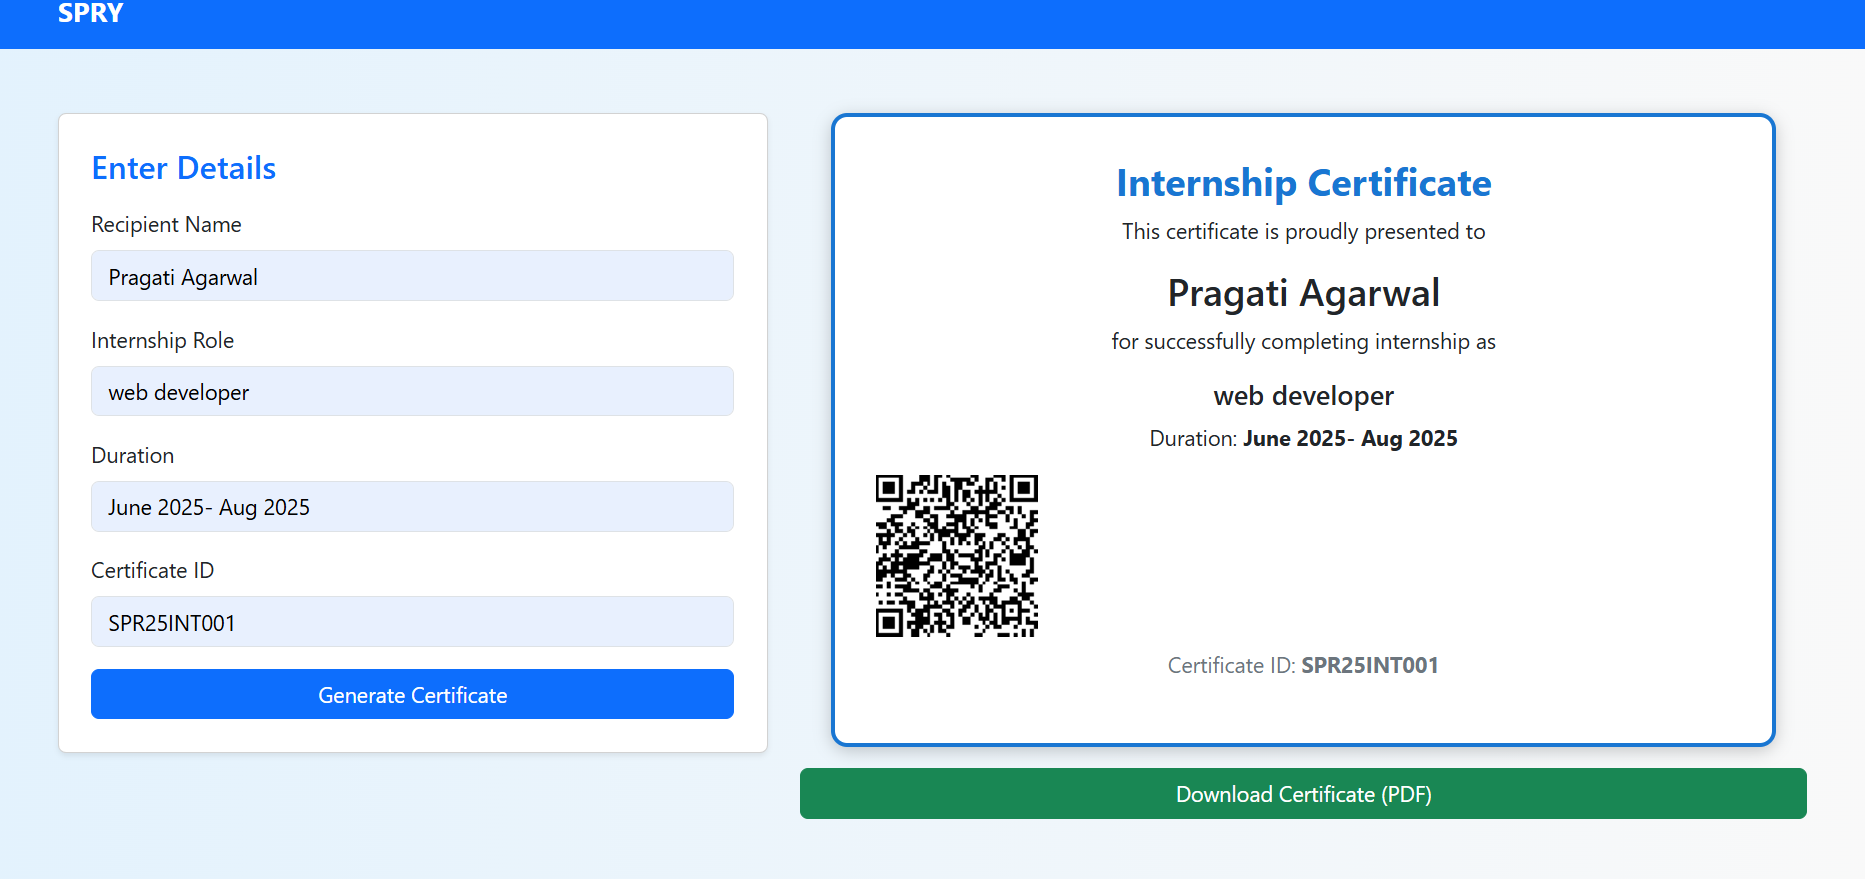 SPRY
Enter Details
Recipient Name
Pragati Agarwal
Internship Role
web developer
Duration
June 2025- Aug 2025
Certificate ID
SPR25INT001
Generate Certificate
Internship Certificate
This certificate is proudly presented to
Pragati Agarwal
for successfully completing internship as
web developer
Duration: June 2025- Aug 2025
Certificate ID: SPR25INT001
Download Certificate (PDF)